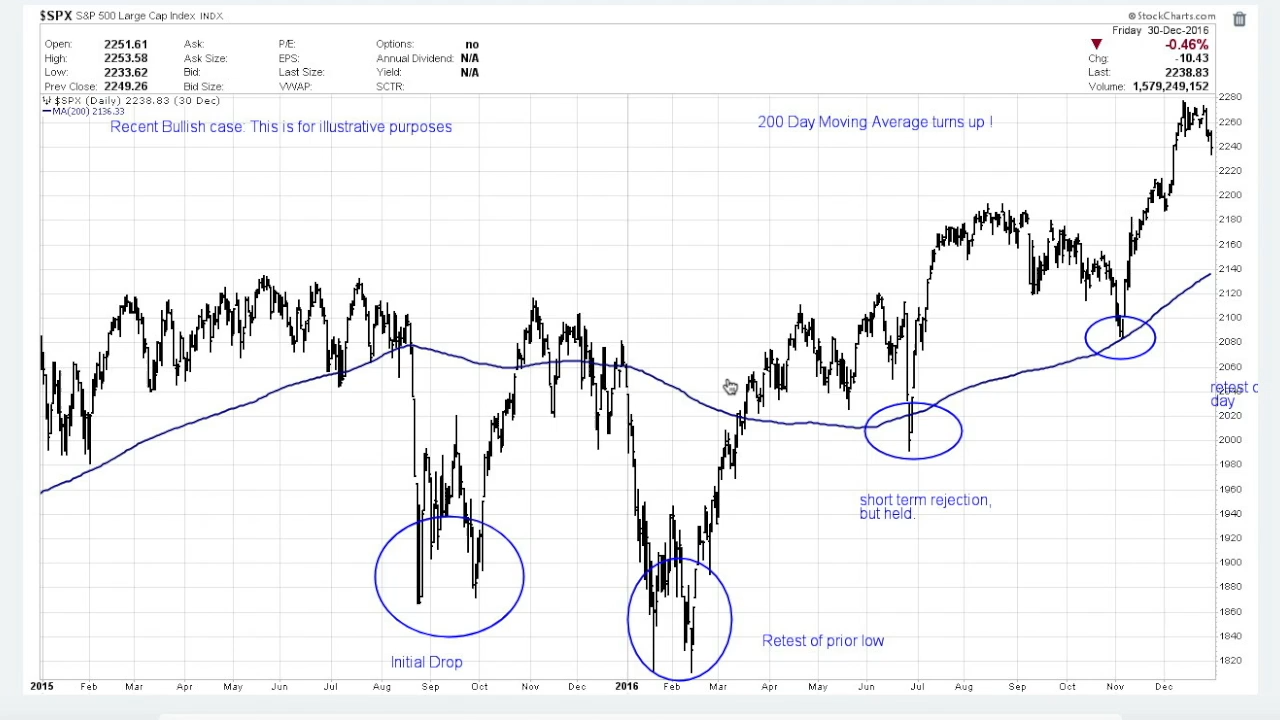 $SPX S&P 500 Large Cap Index INDX
®StockCharts.com
Friday 30-Dec-2016
Open: 2251.61 Ask: P/E: Options: no -0.46%
High: 2253.58 Ask Size: EPS: Annual Dividend: N/A Chg: -10.43
Low: 2233.62 Bid: Last Size: Yield: N/A Last: 2238.83
Prev Close: 2249.26 Bid Size: VWAP: SCTR: Volume: 1,579,249,152
$SPX (Daily) 2238.83 (30 Dec)
MA(200) 2136.33
Recent Bullish case: This is for illustrative purposes
200 Day Moving Average turns up !
2280
2260
2240
2220
2200
2180
2160
2140
2120
2100
2080
2060
retest
day
2020
2000
1980
1960
short term rejection,
but held.
1940
1920
1900
1880
1860
1840
1820
Retest of prior low
Initial Drop
2015 Feb Mar Apr May Jun Jul Aug Sep Oct Nov Dec 2016 Feb Mar Apr May Jun Jul Aug Sep Oct Nov Dec